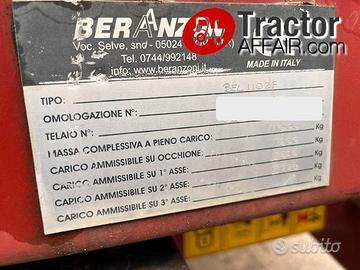 Tractor
AFFAIR.com
BERANZONI
Voc. Selve, snd - 05024
Tel. 0744/992148
info@www.beranzoni.it
MADE IN ITALY
TIPO:
OMOLOGAZIONE N°:
TELAIO N°:
MASSA COMPLESSIVA A PIENO CARICO: Kg
CARICO AMMISSIBILE SU OCCHIONE: Kg
CARICO AMMISSIBILE SU 1° ASSE: Kg
CARICO AMMISSIBILE SU 2° ASSE: Kg
CARICO AMMISSIBILE SU 3° ASSE: Kg
subito